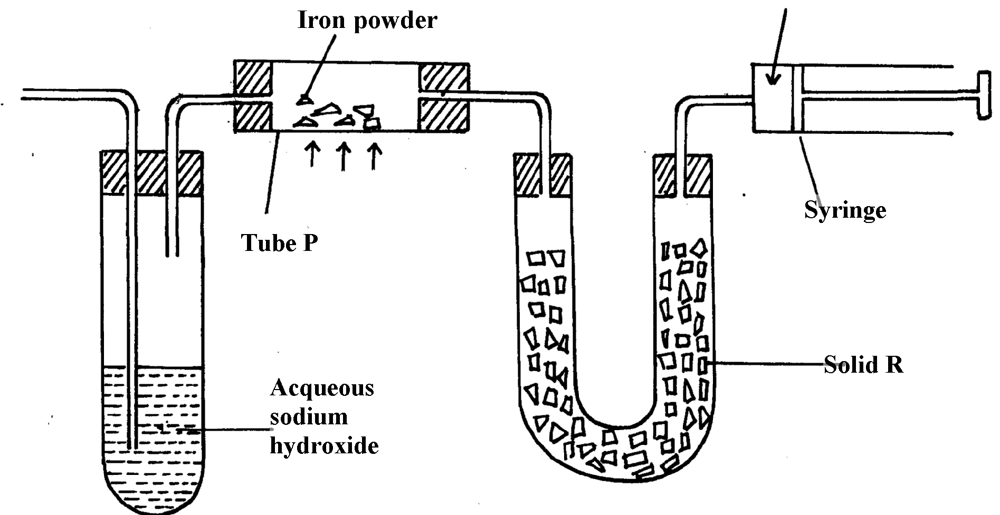 Iron powder
Syringe
Tube P
Solid R
Acqueous
sodium
hydroxide